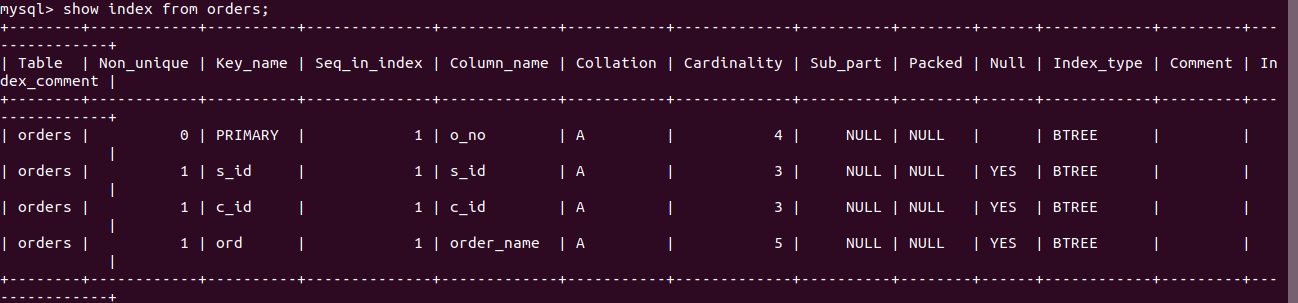 mysql> show index from orders;
+--------+------------+----------+--------------+-------------+-----------+-------------+----------+--------+------+------------+---------+---
------------+
| Table  | Non_unique | Key_name | Seq_in_index | Column_name | Collation | Cardinality | Sub_part | Packed | Null | Index_type | Comment | In
dex_comment |
+--------+------------+----------+--------------+-------------+-----------+-------------+----------+--------+------+------------+---------+---
------------+
| orders |          0 | PRIMARY  |            1 | o_no        | A         |           4 |     NULL | NULL   |      | BTREE      |         |
            |
| orders |          1 | s_id     |            1 | s_id        | A         |           3 |     NULL | NULL   | YES  | BTREE      |         |
            |
| orders |          1 | c_id     |            1 | c_id        | A         |           3 |     NULL | NULL   | YES  | BTREE      |         |
            |
| orders |          1 | ord      |            1 | order_name  | A         |           5 |     NULL | NULL   | YES  | BTREE      |         |
            |
+--------+------------+----------+--------------+-------------+-----------+-------------+----------+--------+------+------------+---------+---
------------+